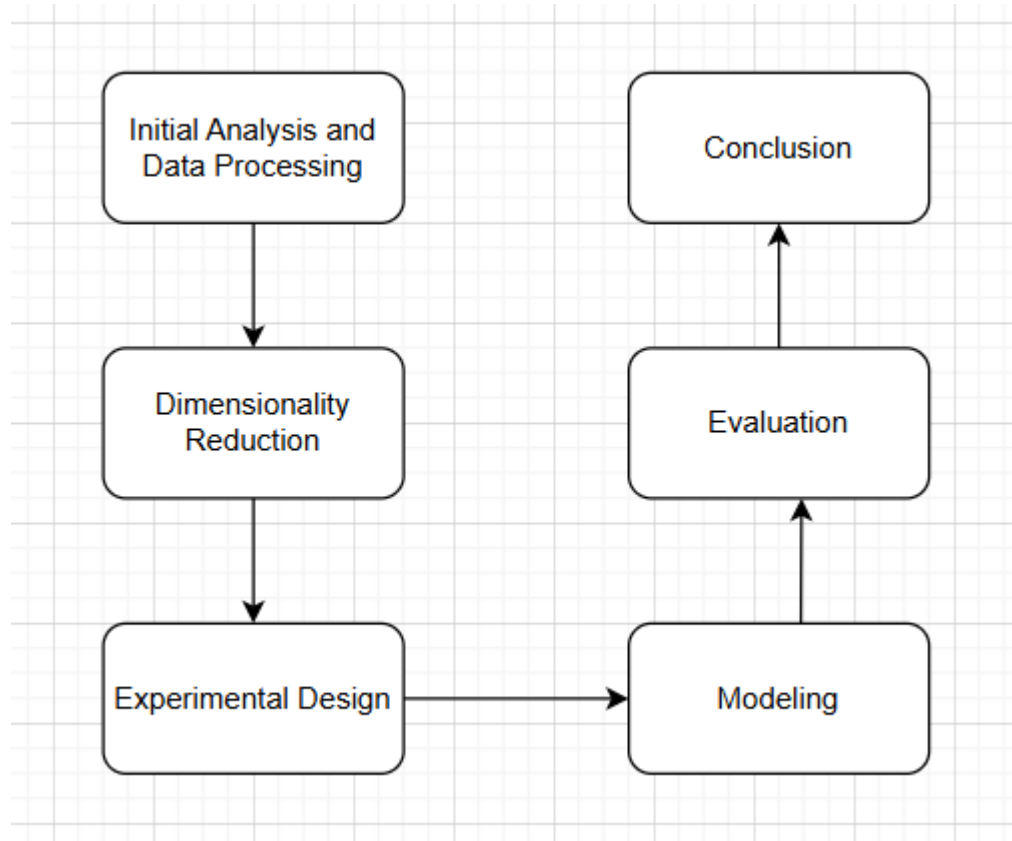 Initial Analysis and
Data Processing
Dimensionality
Reduction
Experimental Design
Modeling
Evaluation
Conclusion